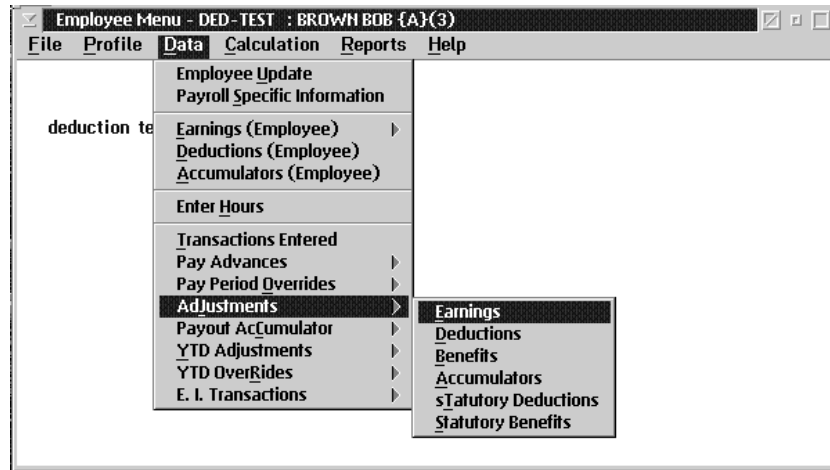 Employee Menu - DED-TEST : BROWN BOB {A}(3)
File Profile Data Calculation Reports Help
Employee Update
Payroll Specific Information
deduction te
Earnings (Employee)
Deductions (Employee)
Accumulators (Employee)
Enter Hours
Transactions Entered
Pay Advances
Pay Period Overrides
AdJustments
Payout AcCumulator
YTD Adjustments
YTD OverRides
E. I. Transactions
Earnings
Deductions
Benefits
Accumulators
sTatutory Deductions
Statutory Benefits